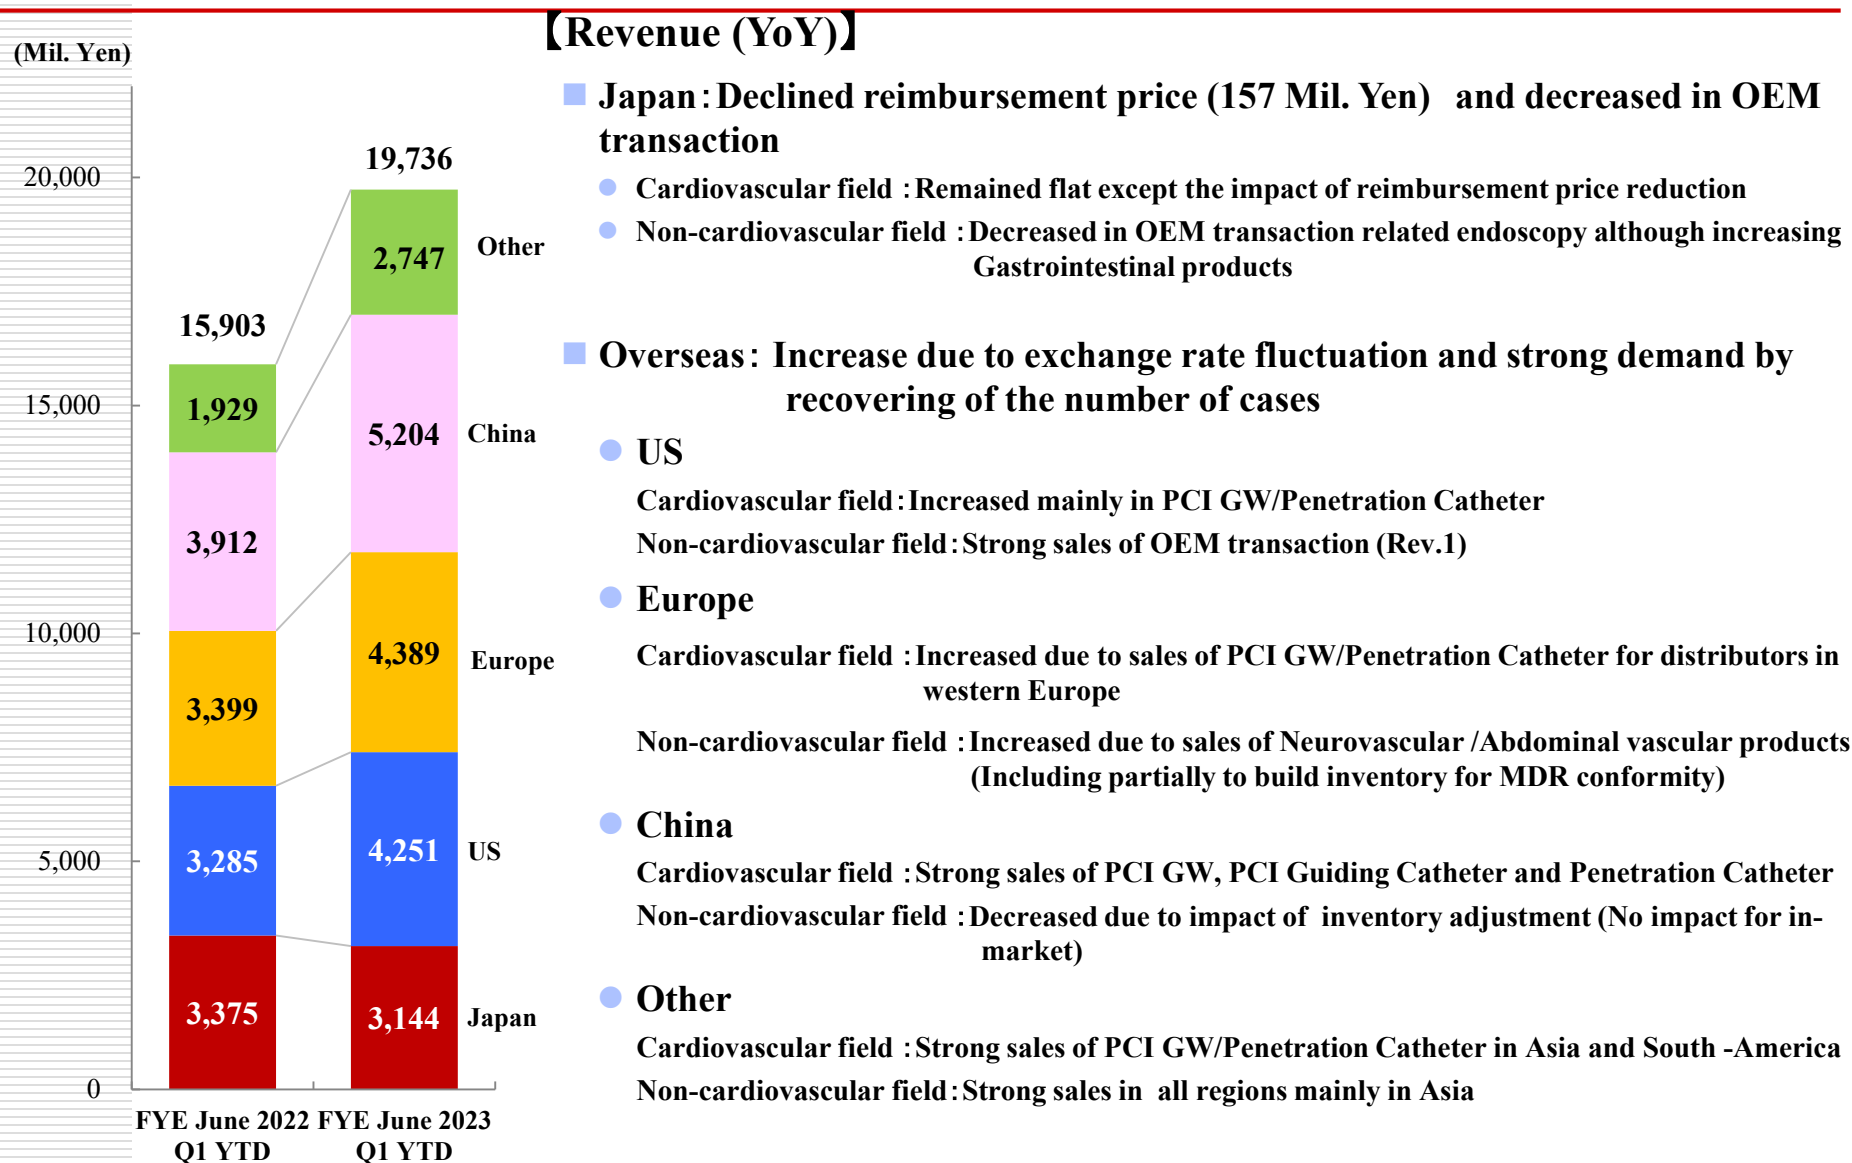 【Revenue (YoY)】
(Mil. Yen)
20,000
15,000
10,000
5,000
0
15,903
1,929
3,912
3,399
3,285
3,375
19,736
2,747
5,204
4,389
4,251
3,144
Other
China
Europe
US
Japan
FYE June 2022
Q1 YTD
FYE June 2023
Q1 YTD
Japan：Declined reimbursement price (157 Mil. Yen) and decreased in OEM
transaction
Cardiovascular field：Remained flat except the impact of reimbursement price reduction
Non-cardiovascular field：Decreased in OEM transaction related endoscopy although increasing
Gastrointestinal products
Overseas：Increase due to exchange rate fluctuation and strong demand by
recovering of the number of cases
US
Cardiovascular field：Increased mainly in PCI GW/Penetration Catheter
Non-cardiovascular field：Strong sales of OEM transaction (Rev.1)
Europe
Cardiovascular field：Increased due to sales of PCI GW/Penetration Catheter for distributors in
western Europe
Non-cardiovascular field：Increased due to sales of Neurovascular /Abdominal vascular products
(Including partially to build inventory for MDR conformity)
China
Cardiovascular field：Strong sales of PCI GW, PCI Guiding Catheter and Penetration Catheter
Non-cardiovascular field：Decreased due to impact of inventory adjustment (No impact for in-
market)
Other
Cardiovascular field：Strong sales of PCI GW/Penetration Catheter in Asia and South -America
Non-cardiovascular field：Strong sales in all regions mainly in Asia